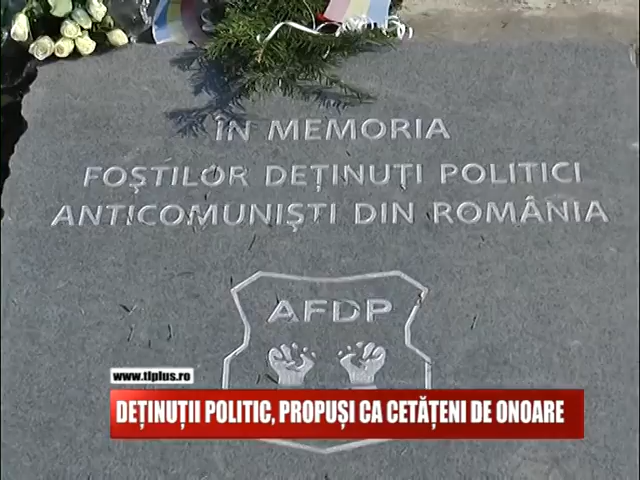 ÎN MEMORIA
FOȘTILOR DEȚINUȚI POLITICI
ANTICOMUNIȘTI DIN ROMÂNIA
AFDP
www.tlplus.ro
DEȚINUȚII POLITIC, PROPUȘI CA CETĂȚENI DE ONOARE